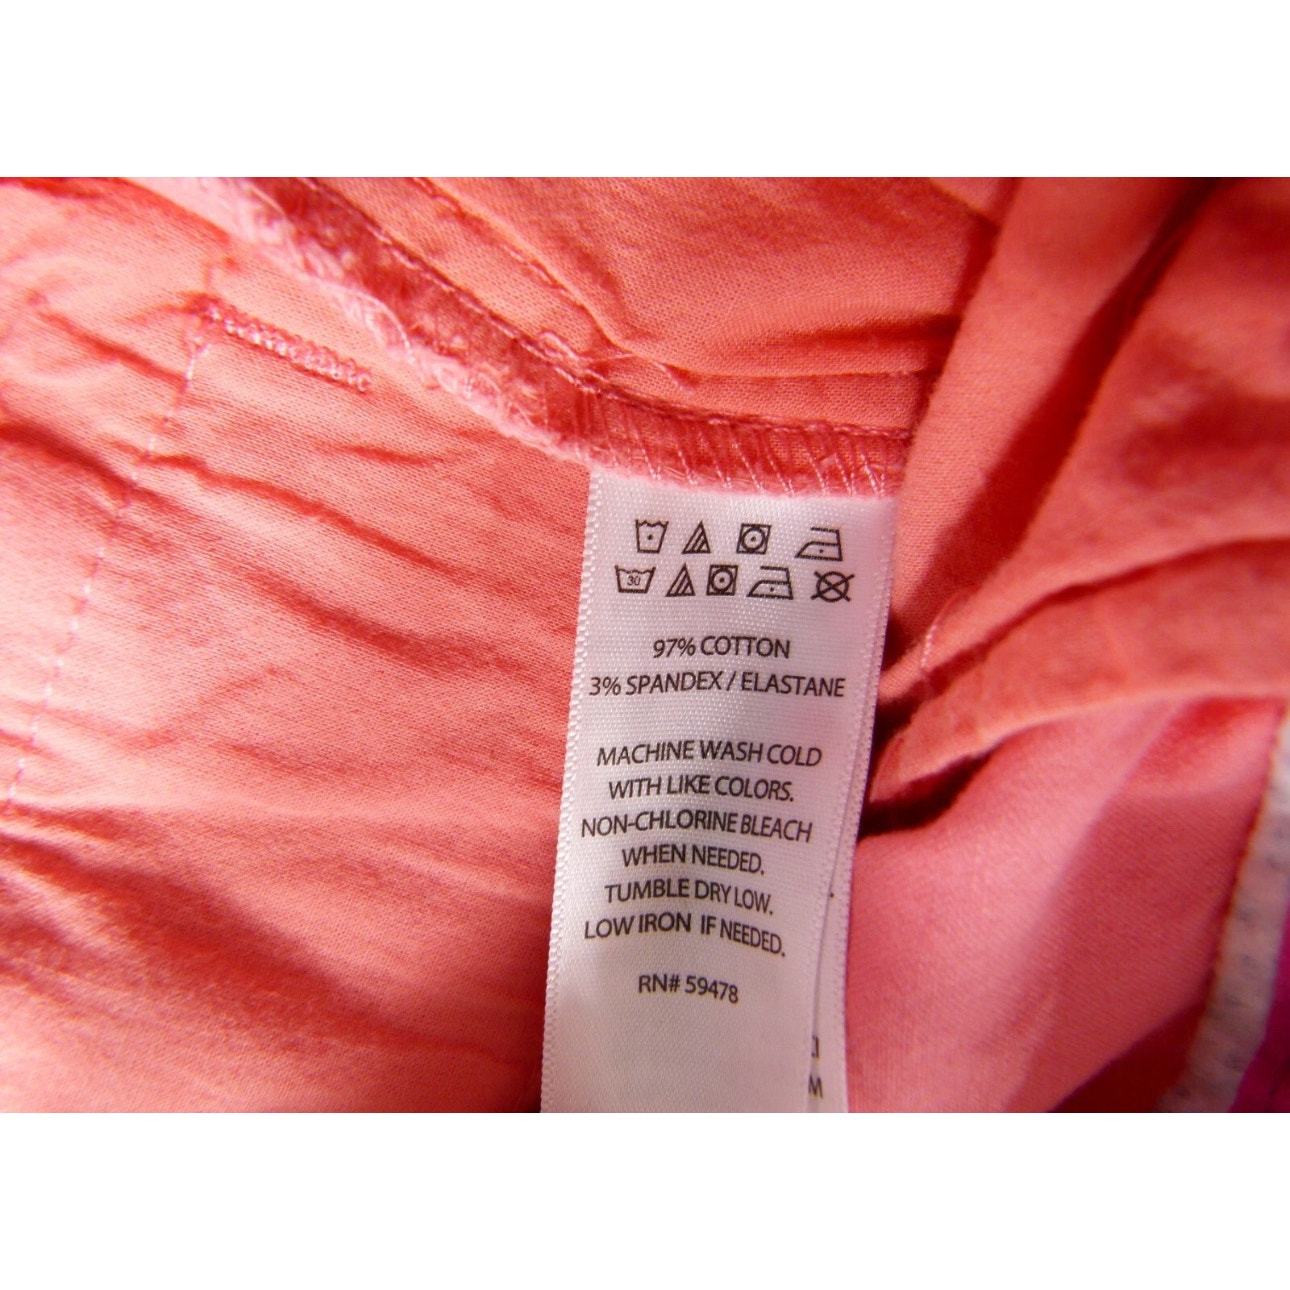 30
97% COTTON
3% SPANDEX / ELASTANE
MACHINE WASH COLD
WITH LIKE COLORS.
NON-CHLORINE BLEACH
WHEN NEEDED.
TUMBLE DRY LOW.
LOW IRON IF NEEDED.
RN# 59478
M